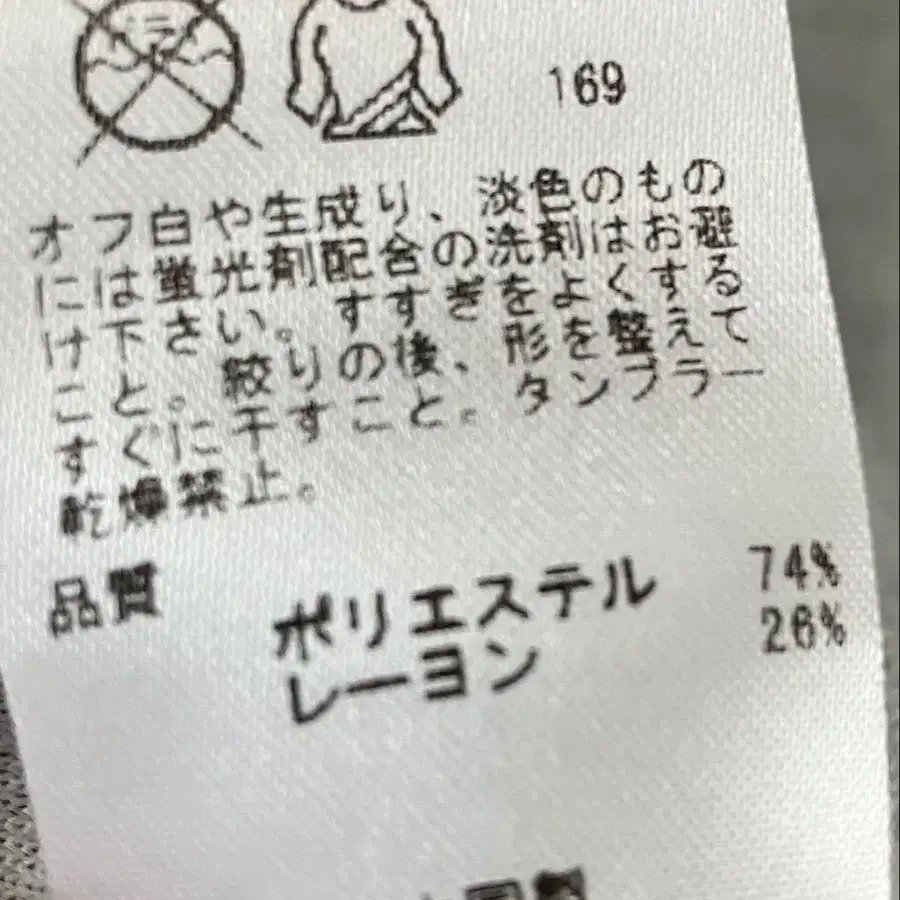 169
オフ白や生成り、淡色のもの
には蛍光剤配合の洗剤はお避
け下さい。すすぎをよくする
こと。絞りの後、形を整えて
すぐに干すこと。タンブラー
乾燥禁止。
品質
ポリエステル 74%
レーヨン 26%